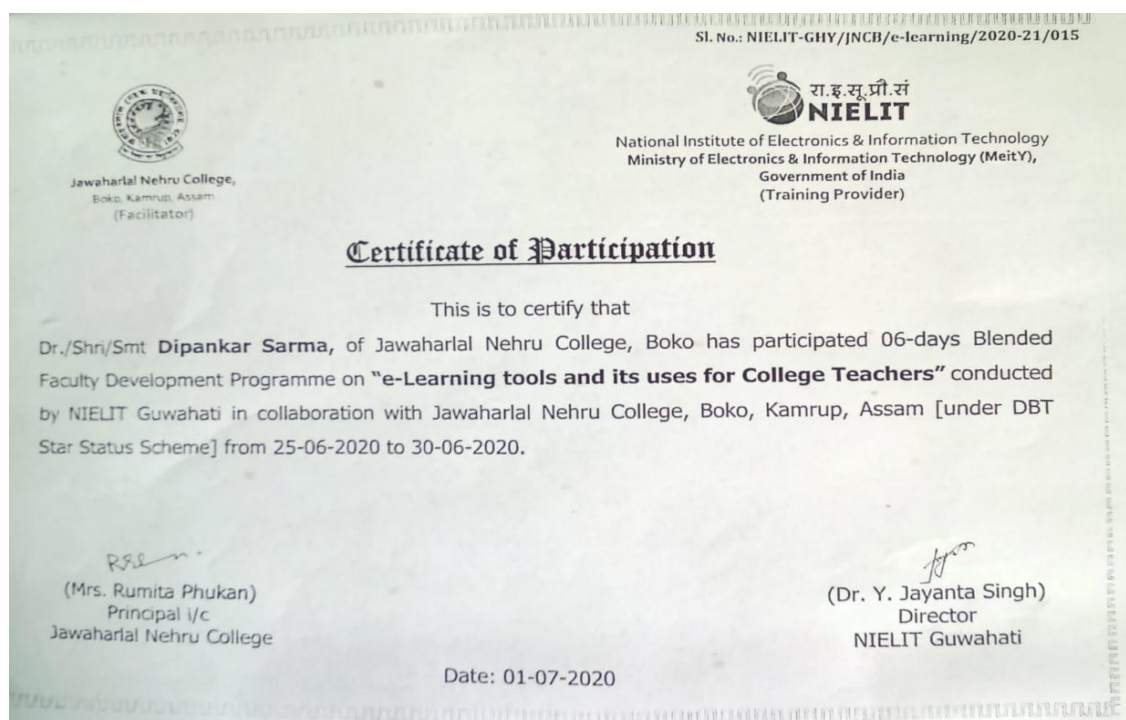 Sl. No.: NIELIT-GHY/JNCB/e-learning/2020-21/015
Jawaharlal Nehru College,
Boko, Kamrup, Assam
(Facilitator)
रा.इ.सू.प्रौ.सं
NIELIT
National Institute of Electronics & Information Technology
Ministry of Electronics & Information Technology (MeitY),
Government of India
(Training Provider)
Certificate of Participation
This is to certify that
Dr./Shri/Smt Dipankar Sarma, of Jawaharlal Nehru College, Boko has participated 06-days Blended
Faculty Development Programme on "e-Learning tools and its uses for College Teachers" conducted
by NIELIT Guwahati in collaboration with Jawaharlal Nehru College, Boko, Kamrup, Assam [under DBT
Star Status Scheme] from 25-06-2020 to 30-06-2020.
(Mrs. Rumita Phukan)
Principal i/c
Jawaharlal Nehru College
(Dr. Y. Jayanta Singh)
Director
NIELIT Guwahati
Date: 01-07-2020